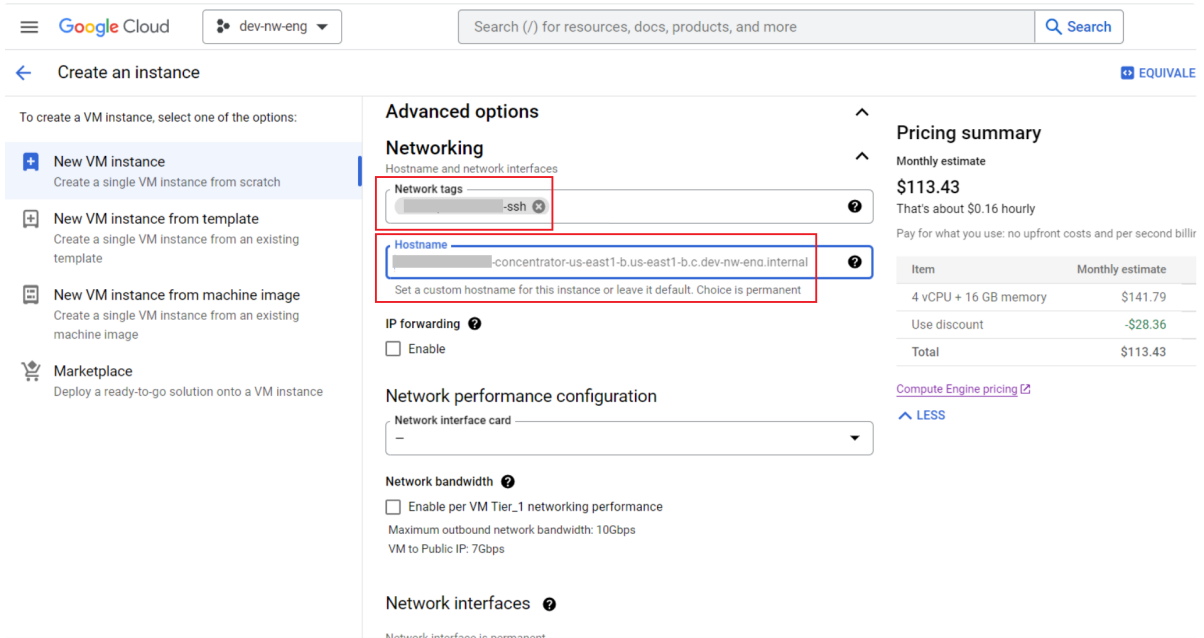 Google Cloud
dev-nw-eng
Search (/) for resources, docs, products, and more
Search
Create an instance
EQUIVALE
To create a VM instance, select one of the options:
New VM instance
Create a single VM instance from scratch
New VM instance from template
Create a single VM instance from an existing
template
New VM instance from machine image
Create a single VM instance from an existing
machine image
Marketplace
Deploy a ready-to-go solution onto a VM instance
Advanced options
Networking
Hostname and network interfaces
Network tags
-ssh
Hostname
-concentrator-us-east1-b.us-east1-b.c.dev-nw-eng.internal
Set a custom hostname for this instance or leave it default. Choice is permanent
IP forwarding
Enable
Network performance configuration
Network interface card
–
Network bandwidth
Enable per VM Tier_1 networking performance
Maximum outbound network bandwidth: 10Gbps
VM to Public IP: 7Gbps
Network interfaces
Network interface is permanent
Pricing summary
Monthly estimate
$113.43
That's about $0.16 hourly
Pay for what you use: no upfront costs and per second billin
Item Monthly estimate
4 vCPU + 16 GB memory $141.79
Use discount -$28.36
Total $113.43
Compute Engine pricing
LESS